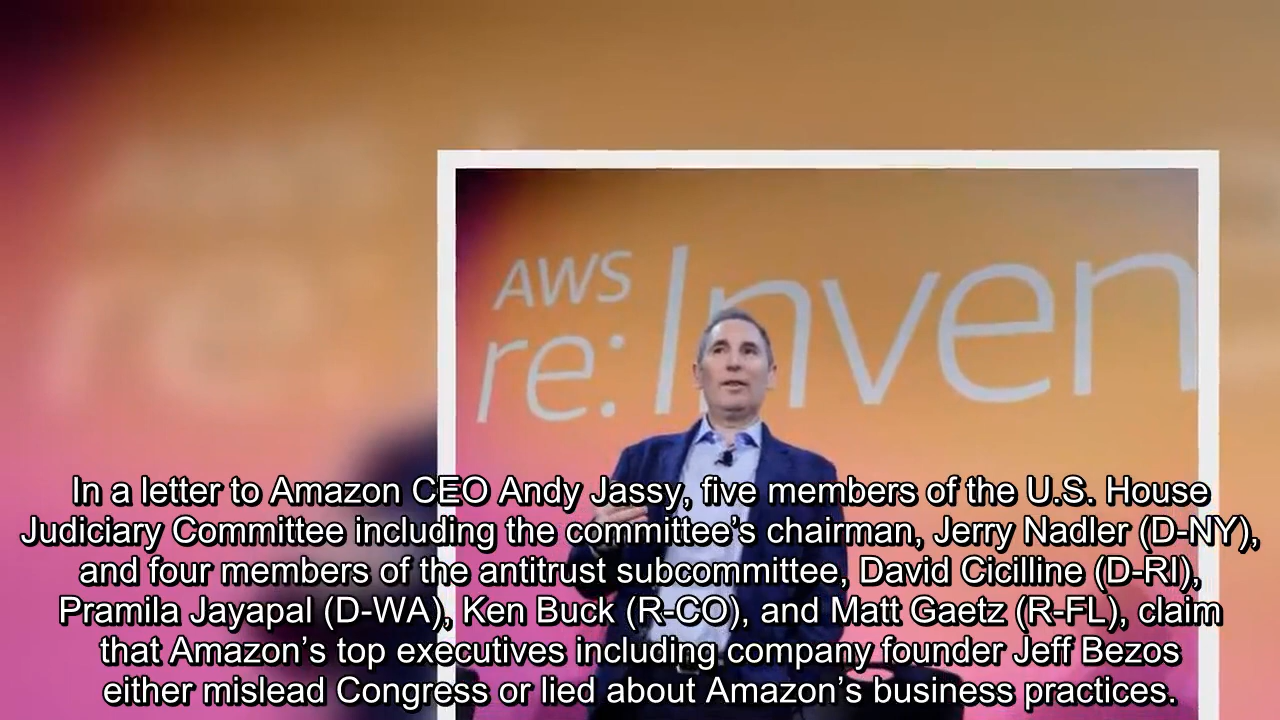 AWS
re:Inven
In a letter to Amazon CEO Andy Jassy, five members of the U.S. House
Judiciary Committee including the committee’s chairman, Jerry Nadler (D-NY),
and four members of the antitrust subcommittee, David Cicilline (D-RI),
Pramila Jayapal (D-WA), Ken Buck (R-CO), and Matt Gaetz (R-FL), claim
that Amazon’s top executives including company founder Jeff Bezos
either mislead Congress or lied about Amazon’s business practices.